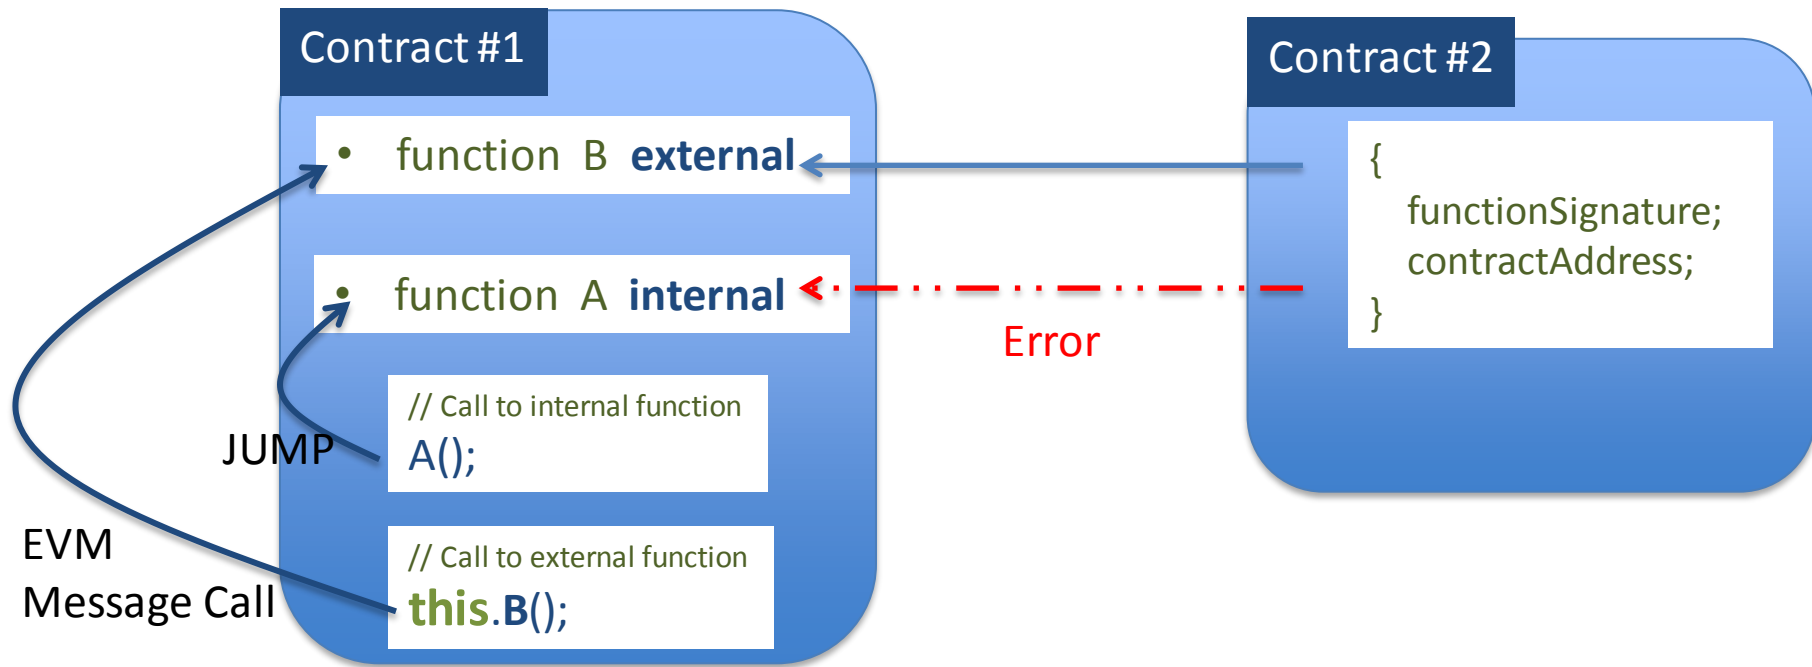 Contract #1
• function B external
• function A internal
// Call to internal function
A();
JUMP
// Call to external function
this.B();
EVM
Message Call
Error
Contract #2
{
functionSignature;
contractAddress;
}